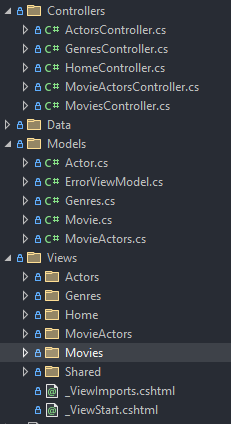 Controllers
C# ActorsController.cs
C# GenresController.cs
C# HomeController.cs
C# MovieActorsController.cs
C# MoviesController.cs
Data
Models
C# Actor.cs
C# ErrorViewModel.cs
C# Genres.cs
C# Movie.cs
C# MovieActors.cs
Views
Actors
Genres
Home
MovieActors
Movies
Shared
_ViewImports.cshtml
_ViewStart.cshtml